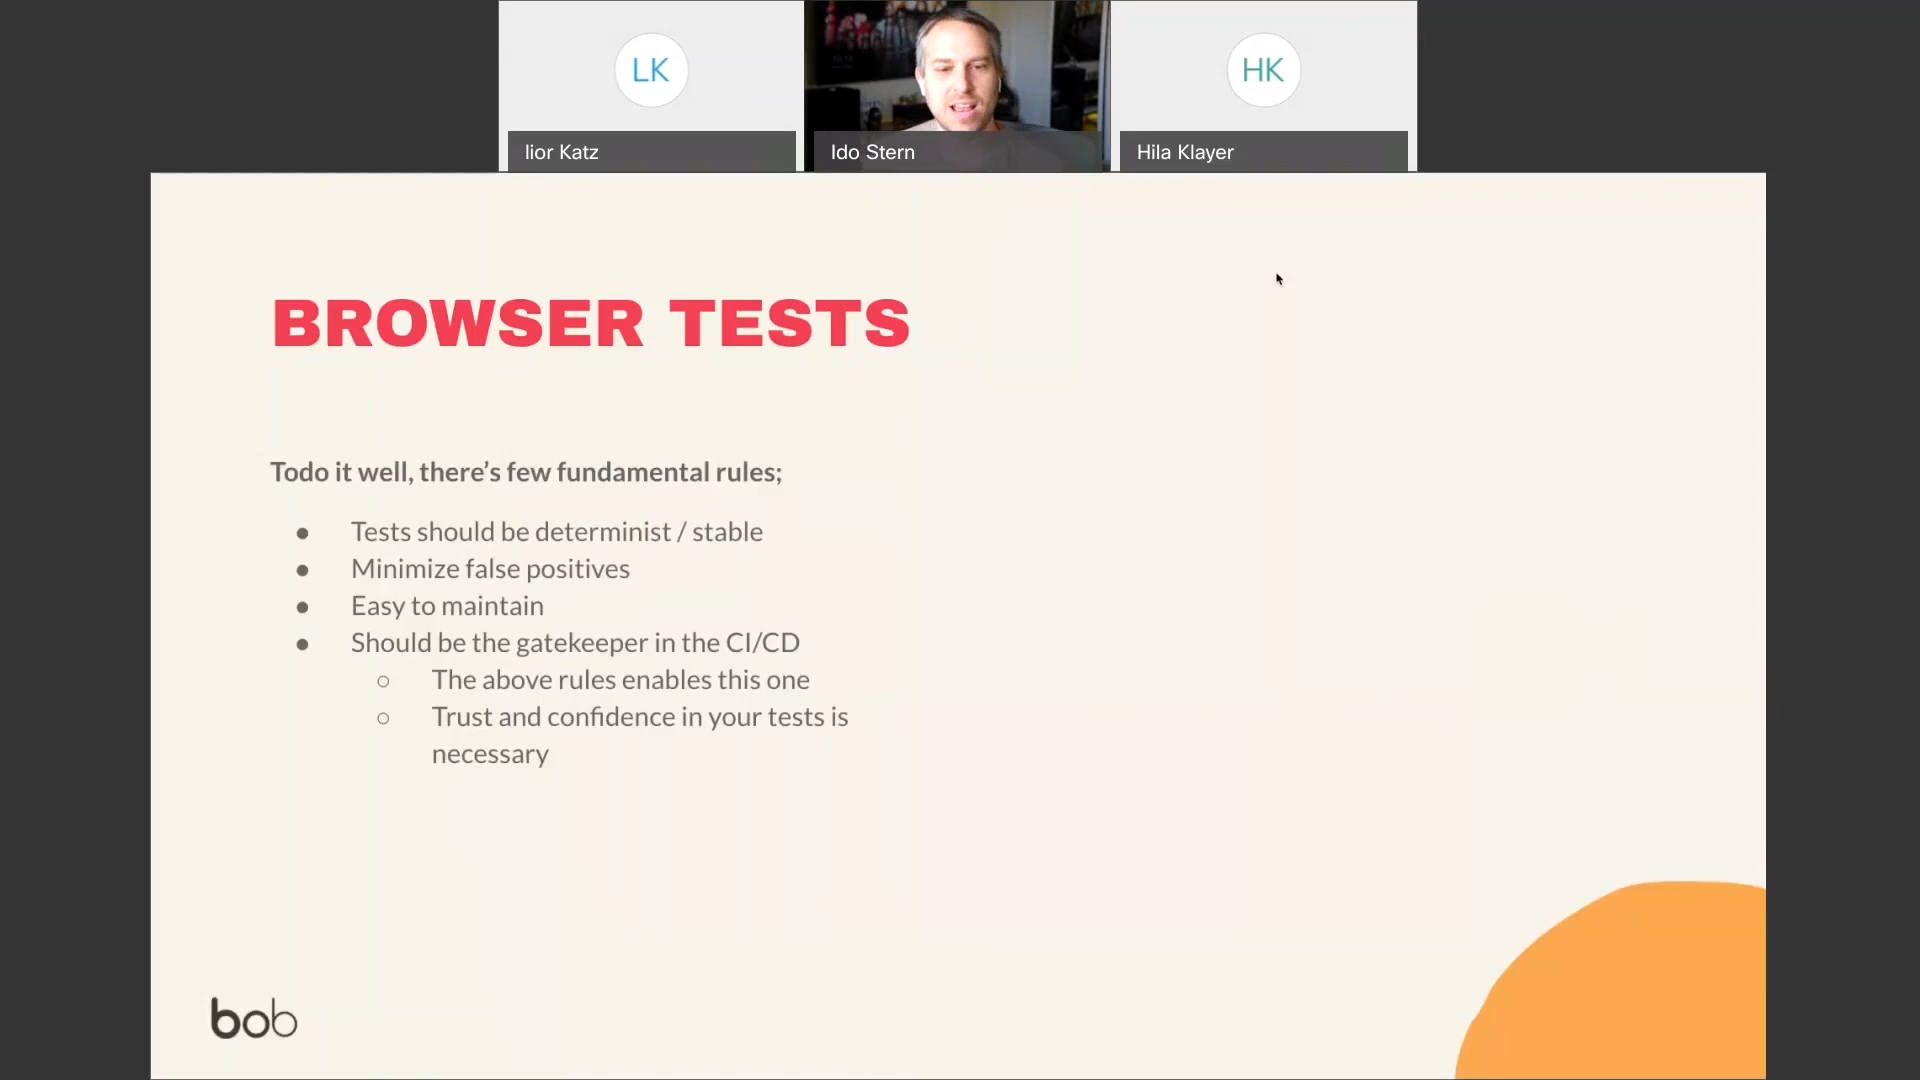 LK
HK
lior Katz
Ido Stern
Hila Klayer
BROWSER TESTS
Todo it well, there's few fundamental rules;
● Tests should be determinist / stable
● Minimize false positives
● Easy to maintain
● Should be the gatekeeper in the CI/CD
○ The above rules enables this one
○ Trust and confidence in your tests is
necessary
bob